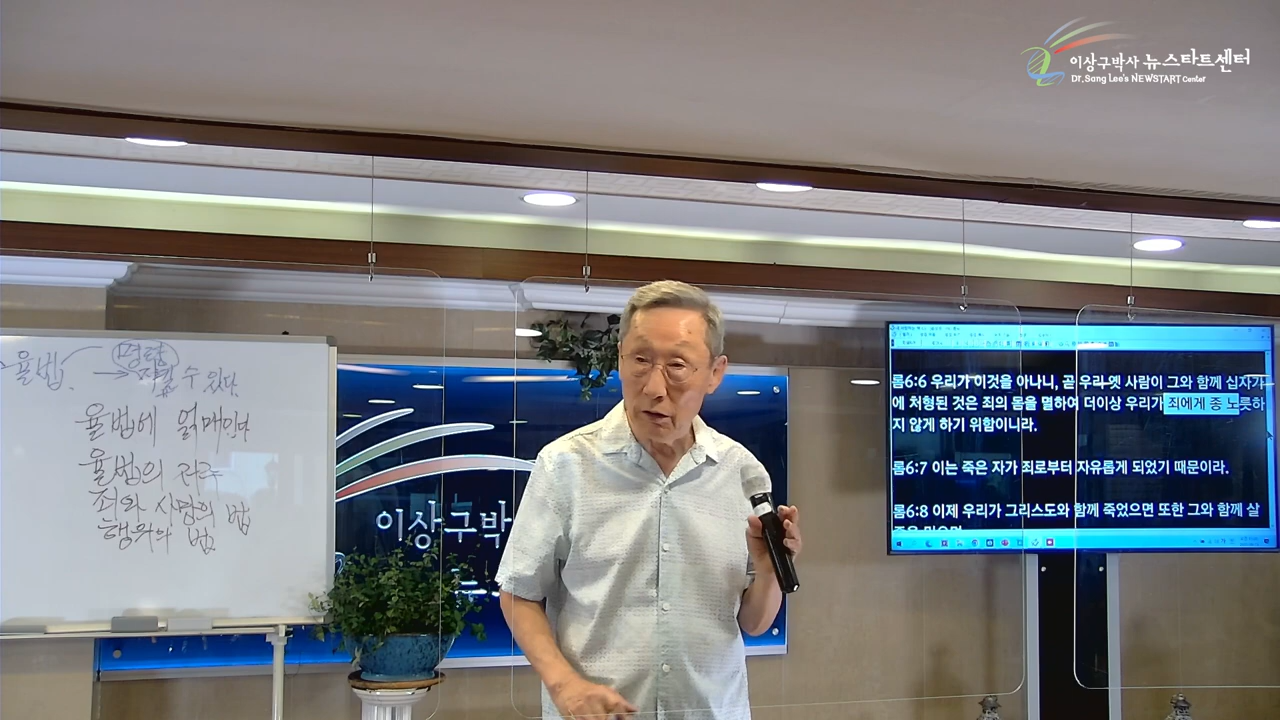 이상구박사 뉴스타트센터
Dr. Sang Lee's NEWSTART Center
율법.
명령
수 있다.
율법에 얽매인다
율법의 저주
죄와 사망의 법
행위의 법.
이상구박
롬6:6 우리가 이것을 아나니, 곧 우리 옛 사람이 그와 함께 십자가
에 처형된 것은 죄의 몸을 멸하여 더이상 우리가 죄에게 종 노릇하
지 않게 하기 위함이니라.
롬6:7 이는 죽은 자가 죄로부터 자유롭게 되었기 때문이라.
롬6:8 이제 우리가 그리스도와 함께 죽었으면 또한 그와 함께 살